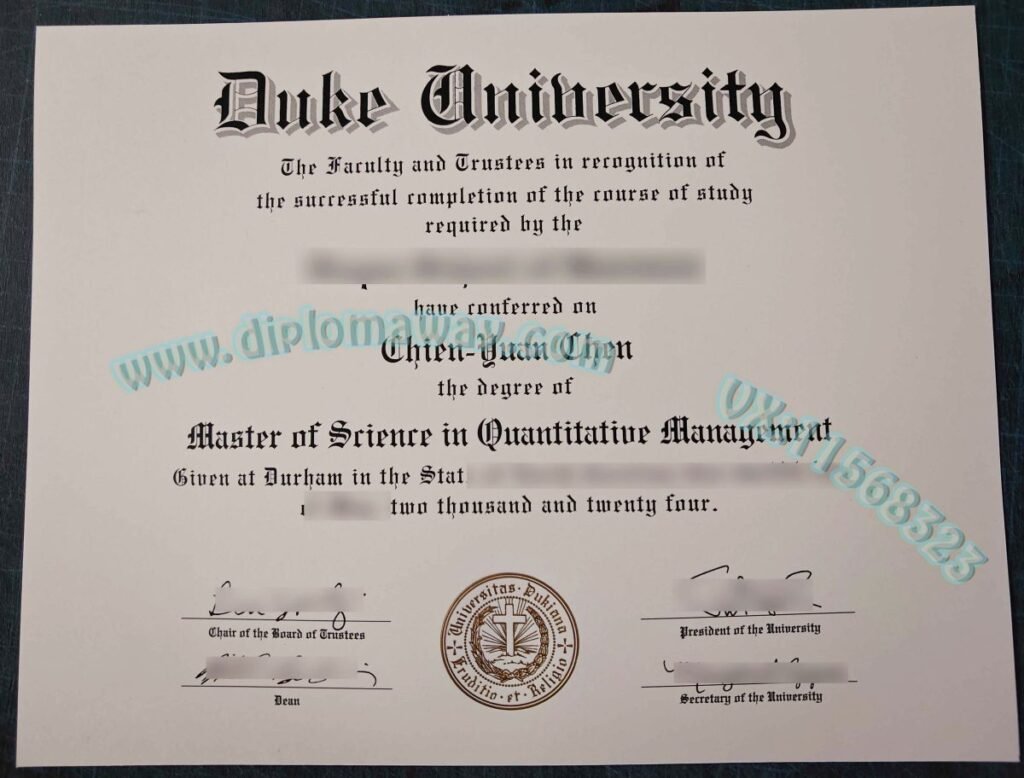 Duke University
The Faculty and Trustees in recognition of
the successful completion of the course of study
required by the
have conferred on
www.diplomaway.com
Chien-Yuan Chen
the degree of
VX:11568323
Master of Science in Quantitative Management
Given at Durham in the Stat
two thousand and twenty four.
Chair of the Board of Trustees
President of the University
Dean
Secretary of the University
Universitas · Dukiana
Eruditio · et · Religio